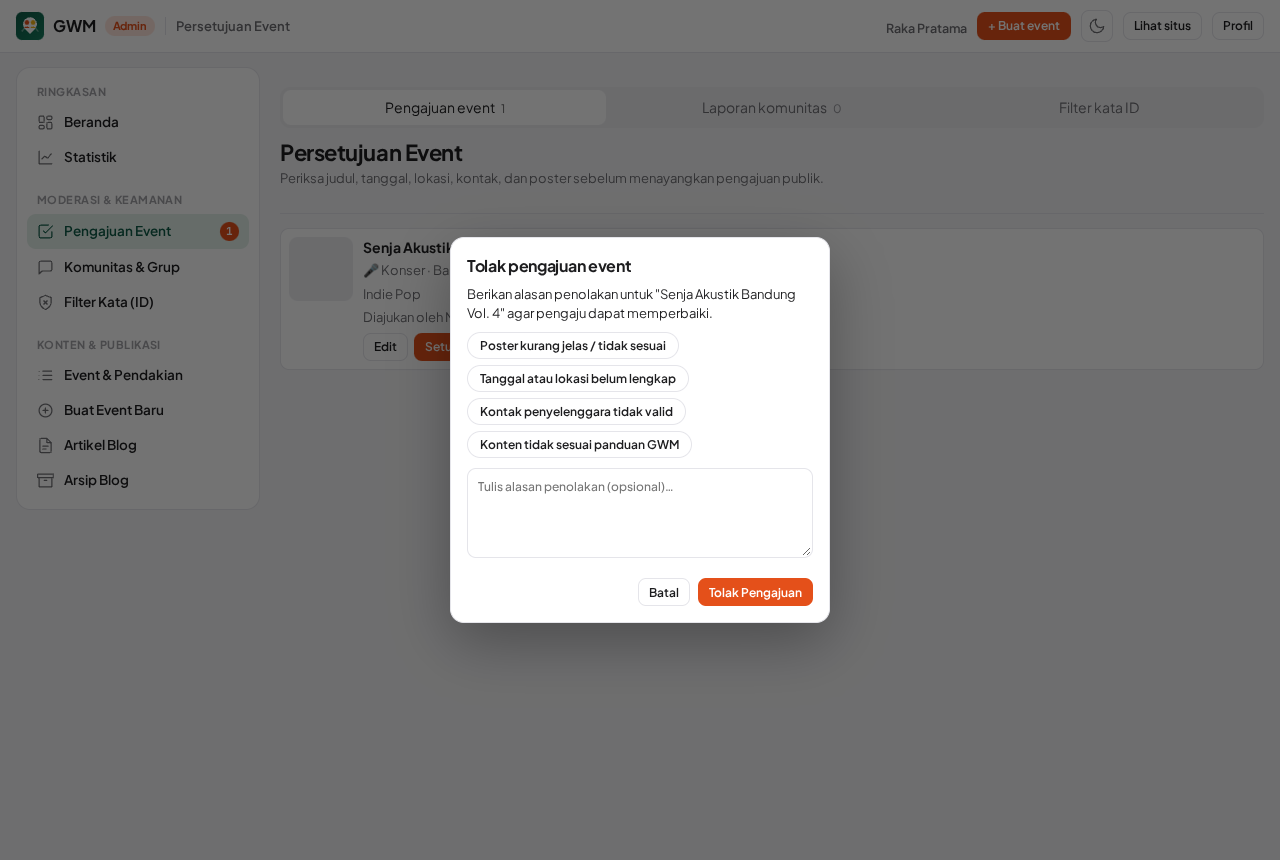 GWM Admin Persetujuan Event
Raka Pratama + Buat event Lihat situs Profil
RINGKASAN
Beranda
Statistik
MODERASI & KEAMANAN
Pengajuan Event 1
Komunitas & Grup
Filter Kata (ID)
KONTEN & PUBLIKASI
Event & Pendakian
Buat Event Baru
Artikel Blog
Arsip Blog
Pengajuan event 1 Laporan komunitas 0 Filter kata ID
Persetujuan Event
Periksa judul, tanggal, lokasi, kontak, dan poster sebelum menayangkan pengajuan publik.
Senja Akustik
Konser ·
Indie Pop
Diajukan oleh
Edit
Tolak pengajuan event
Berikan alasan penolakan untuk "Senja Akustik Bandung
Vol. 4" agar pengaju dapat memperbaiki.
Poster kurang jelas / tidak sesuai
Tanggal atau lokasi belum lengkap
Kontak penyelenggara tidak valid
Konten tidak sesuai panduan GWM
Tulis alasan penolakan (opsional)…
Batal Tolak Pengajuan